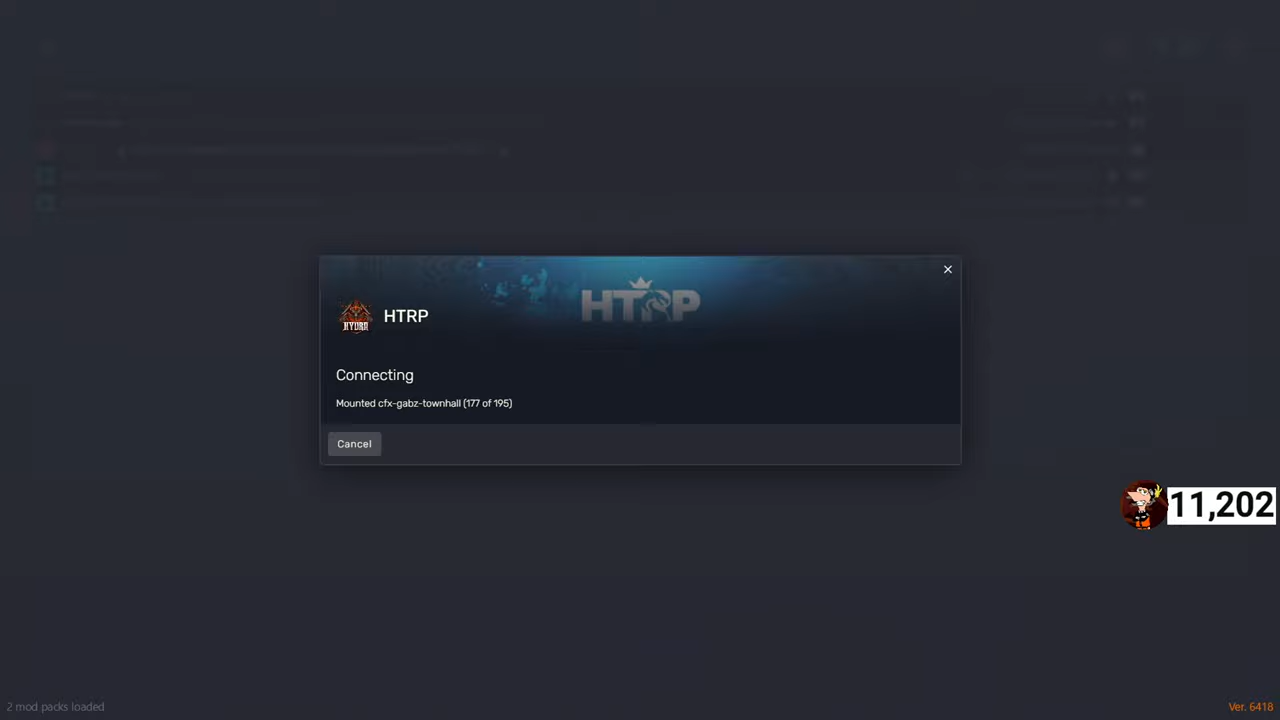 HTRP
HYDRA
HTRP
Connecting
Mounted cfx-gabz-townhall (177 of 195)
Cancel
11,202
2 mod packs loaded
Ver. 6418